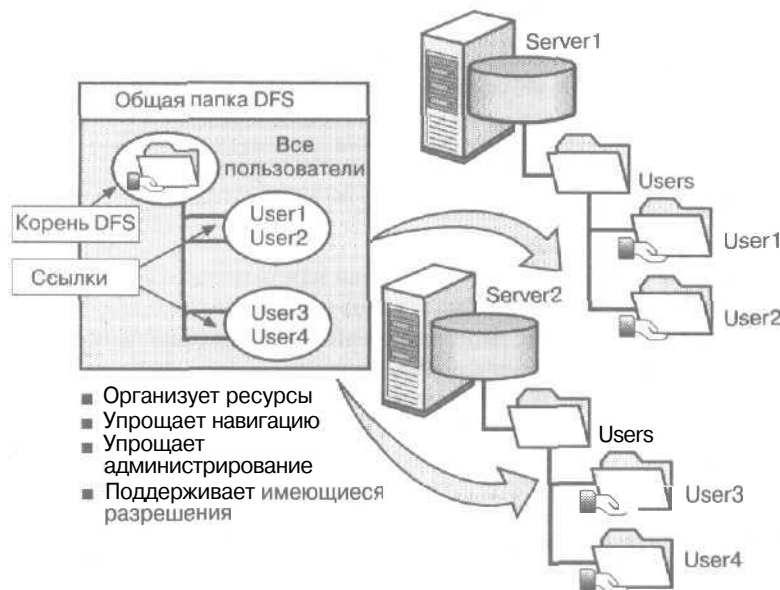 Общая папка DFS
Все
пользователи
Корень DFS
User1
User2
Ссылки
User3
User4
■ Организует ресурсы
■ Упрощает навигацию
■ Упрощает
администрирование
■ Поддерживает имеющиеся
разрешения
Server1
Users
User1
User2
Server2
Users
User3
User4